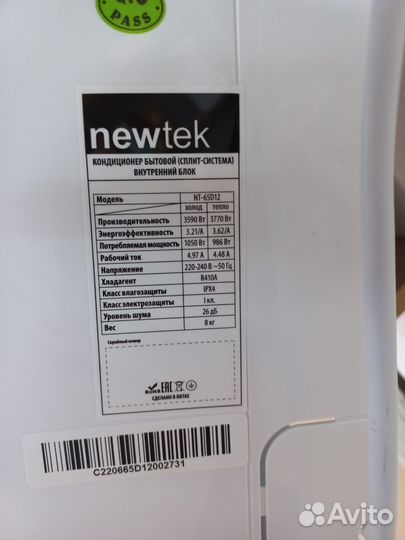 PASS
newtek
КОНДИЦИОНЕР БЫТОВОЙ (СПЛИТ-СИСТЕМА)
ВНУТРЕННИЙ БЛОК
Модель NT-65D12
холод тепло
Производительность 3590 Вт 3770 Вт
Энергоэффективность 3.21/А 3.62/А
Потребляемая мощность 1050 Вт 986 Вт
Рабочий ток 4.97 А 4.48 А
Напряжение 220-240 В ~50 Гц
Хладагент R410A
Класс влагозащиты IPX4
Класс электрозащиты I кл.
Уровень шума 26 дБ
Вес 8 кг
Серийный номер
EAC
СДЕЛАНО В КИТАЕ
C220665D12002731
Avito